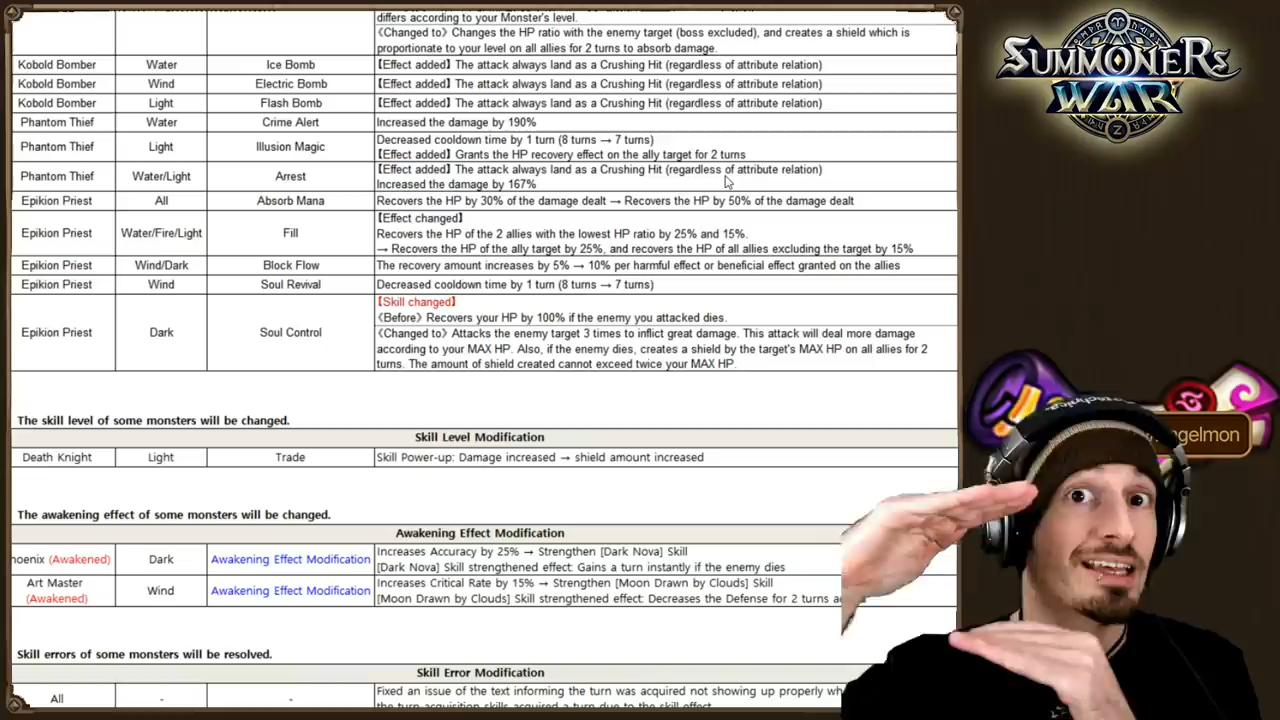 differs according to your Monster's level.
《Changed to》 Changes the HP ratio with the enemy target (boss excluded), and creates a shield which is
proportionate to your level on all allies for 2 turns to absorb damage.
Kobold Bomber Water Ice Bomb 【Effect added】 The attack always land as a Crushing Hit (regardless of attribute relation)
Kobold Bomber Wind Electric Bomb 【Effect added】 The attack always land as a Crushing Hit (regardless of attribute relation)
Kobold Bomber Light Flash Bomb 【Effect added】 The attack always land as a Crushing Hit (regardless of attribute relation)
Phantom Thief Water Crime Alert Increased the damage by 190%
Phantom Thief Light Illusion Magic Decreased cooldown time by 1 turn (8 turns → 7 turns)
【Effect added】 Grants the HP recovery effect on the ally target for 2 turns
Phantom Thief Water/Light Arrest 【Effect added】 The attack always land as a Crushing Hit (regardless of attribute relation)
Increased the damage by 167%
Epikion Priest All Absorb Mana Recovers the HP by 30% of the damage dealt → Recovers the HP by 50% of the damage dealt
Epikion Priest Water/Fire/Light Fill 【Effect changed】
Recovers the HP of the 2 allies with the lowest HP ratio by 25% and 15%.
→ Recovers the HP of the ally target by 25%, and recovers the HP of all allies excluding the target by 15%
Epikion Priest Wind/Dark Block Flow The recovery amount increases by 5% → 10% per harmful effect or beneficial effect granted on the allies
Epikion Priest Wind Soul Revival Decreased cooldown time by 1 turn (8 turns → 7 turns)
Epikion Priest Dark Soul Control 【Skill changed】
《Before》 Recovers your HP by 100% if the enemy you attacked dies.
《Changed to》 Attacks the enemy target 3 times to inflict great damage. This attack will deal more damage
according to your MAX HP. Also, if the enemy dies, creates a shield by the target's MAX HP on all allies for 2
turns. The amount of shield created cannot exceed twice your MAX HP.
The skill level of some monsters will be changed.
Skill Level Modification
Death Knight Light Trade Skill Power-up: Damage increased → shield amount increased
The awakening effect of some monsters will be changed.
Awakening Effect Modification
hoenix (Awakened) Dark Awakening Effect Modification Increases Accuracy by 25% → Strengthen [Dark Nova] Skill
[Dark Nova] Skill strengthened effect: Gains a turn instantly if the enemy dies
Art Master (Awakened) Wind Awakening Effect Modification Increases Critical Rate by 15% → Strengthen [Moon Drawn by Clouds] Skill
[Moon Drawn by Clouds] Skill strengthened effect: Decreases the Defense for 2 turns
Skill errors of some monsters will be resolved.
Skill Error Modification
All - - Fixed an issue of the text informing the turn was acquired not showing up properly
the turn acquisition skills acquired a turn due to the skill effect
SUMMONERS
WAR
gelmon